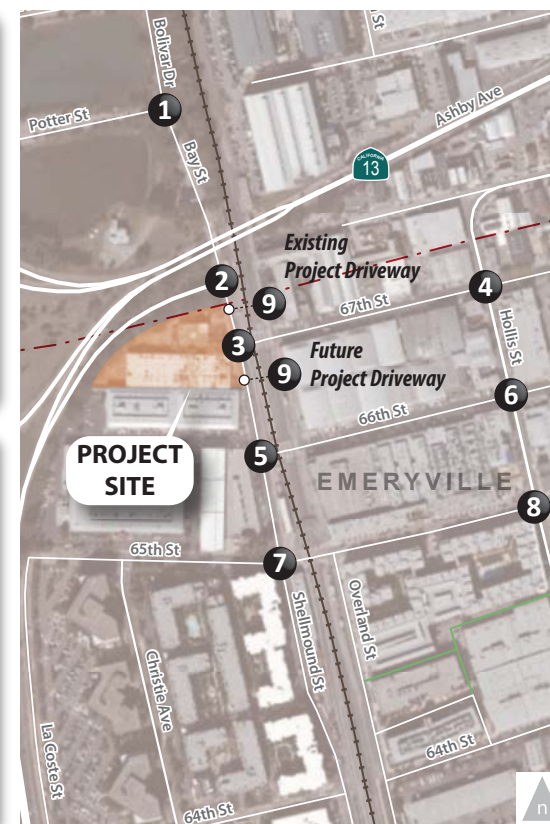 St
Bolivar Dr
1
Potter St
Bay St
Ashby Ave
CALIFORNIA
13
Existing
Project Driveway
2
9
67th St
4
3
Hollis St
Future
9
Project Driveway
6
66th St
PROJECT
SITE
5
EMERYVILLE
8
65th St
7
Overland St
Shellmound St
Christie Ave
La Coste St
64th St
64th St
n